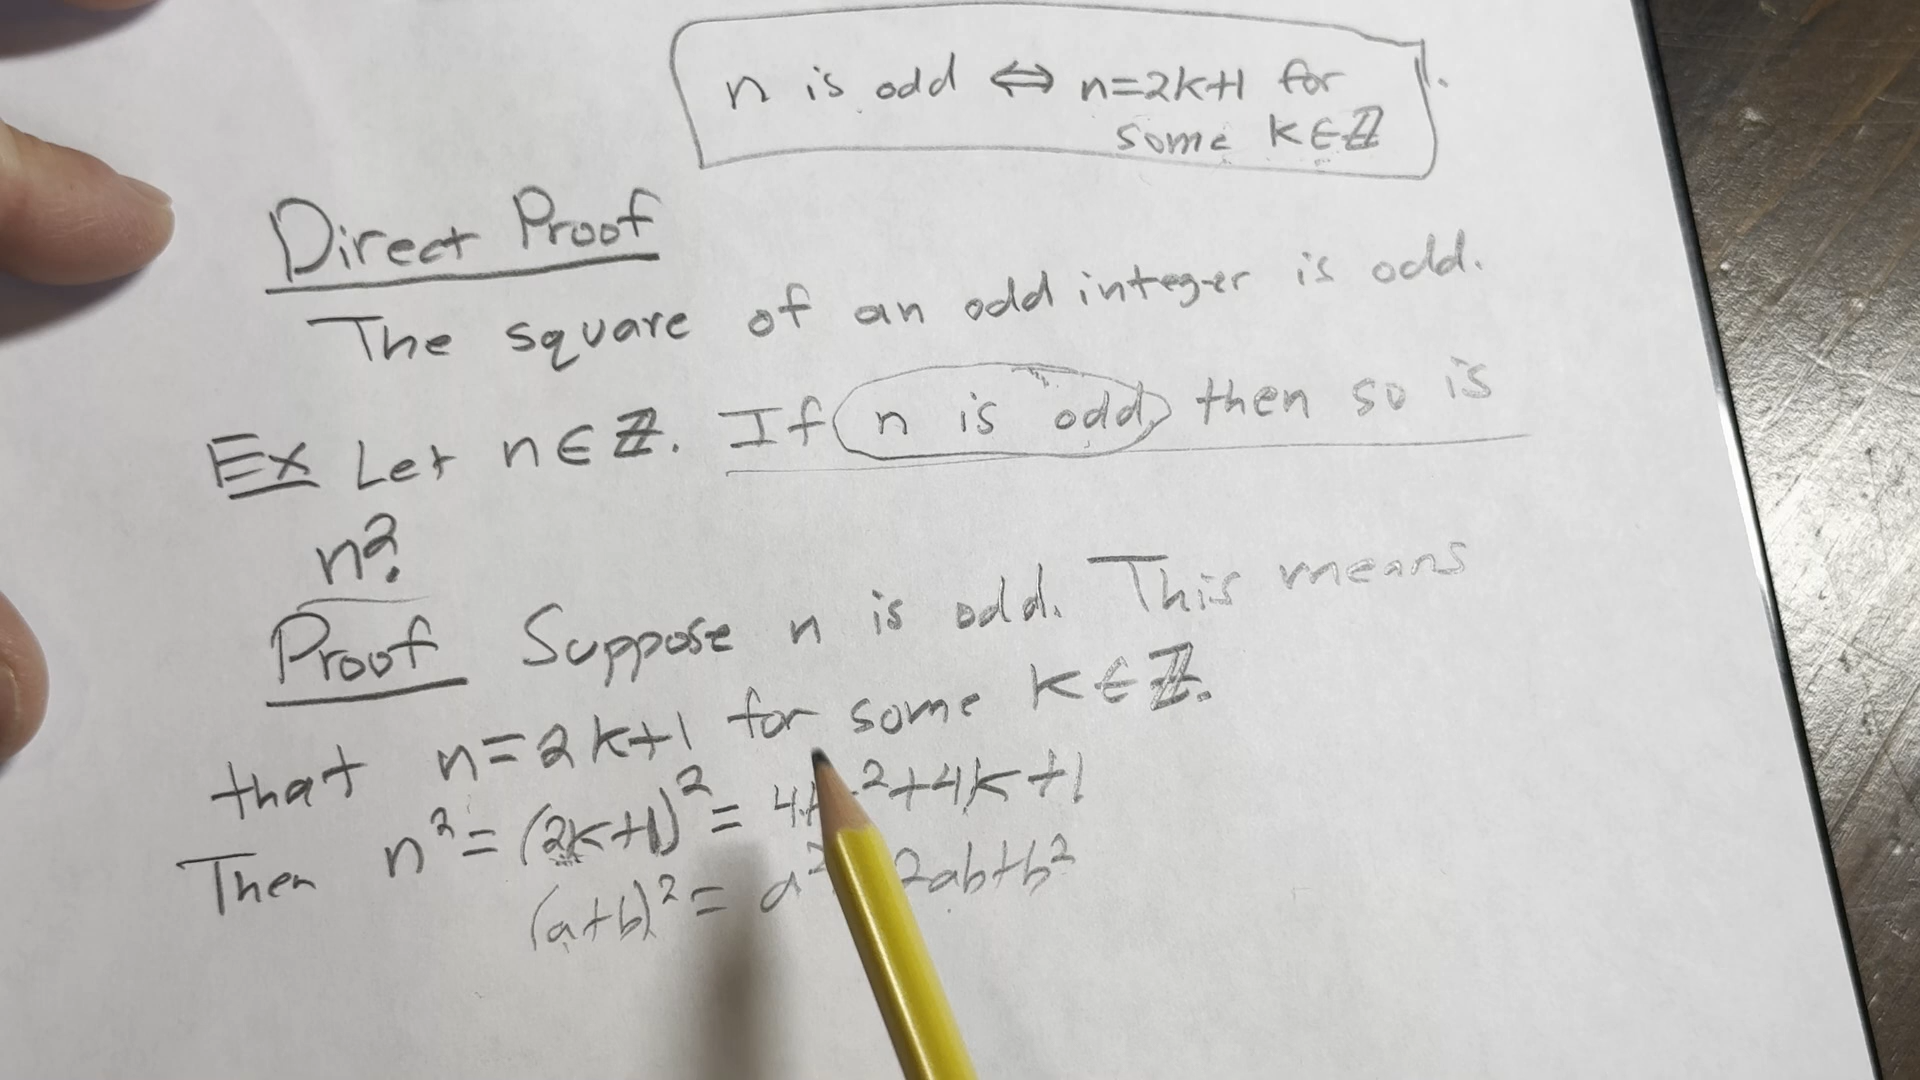 n is odd ⇔ n=2k+1 for
some k∈ℤ
Direct Proof
The square of an odd integer is odd.
Ex Let n∈ℤ. If n is odd, then so is
n².
Proof Suppose n is odd. This means
that n=2k+1 for some k∈ℤ.
Then n² = (2k+1)² = 4k²+4k+1
(a+b)² = a² 2ab+b²